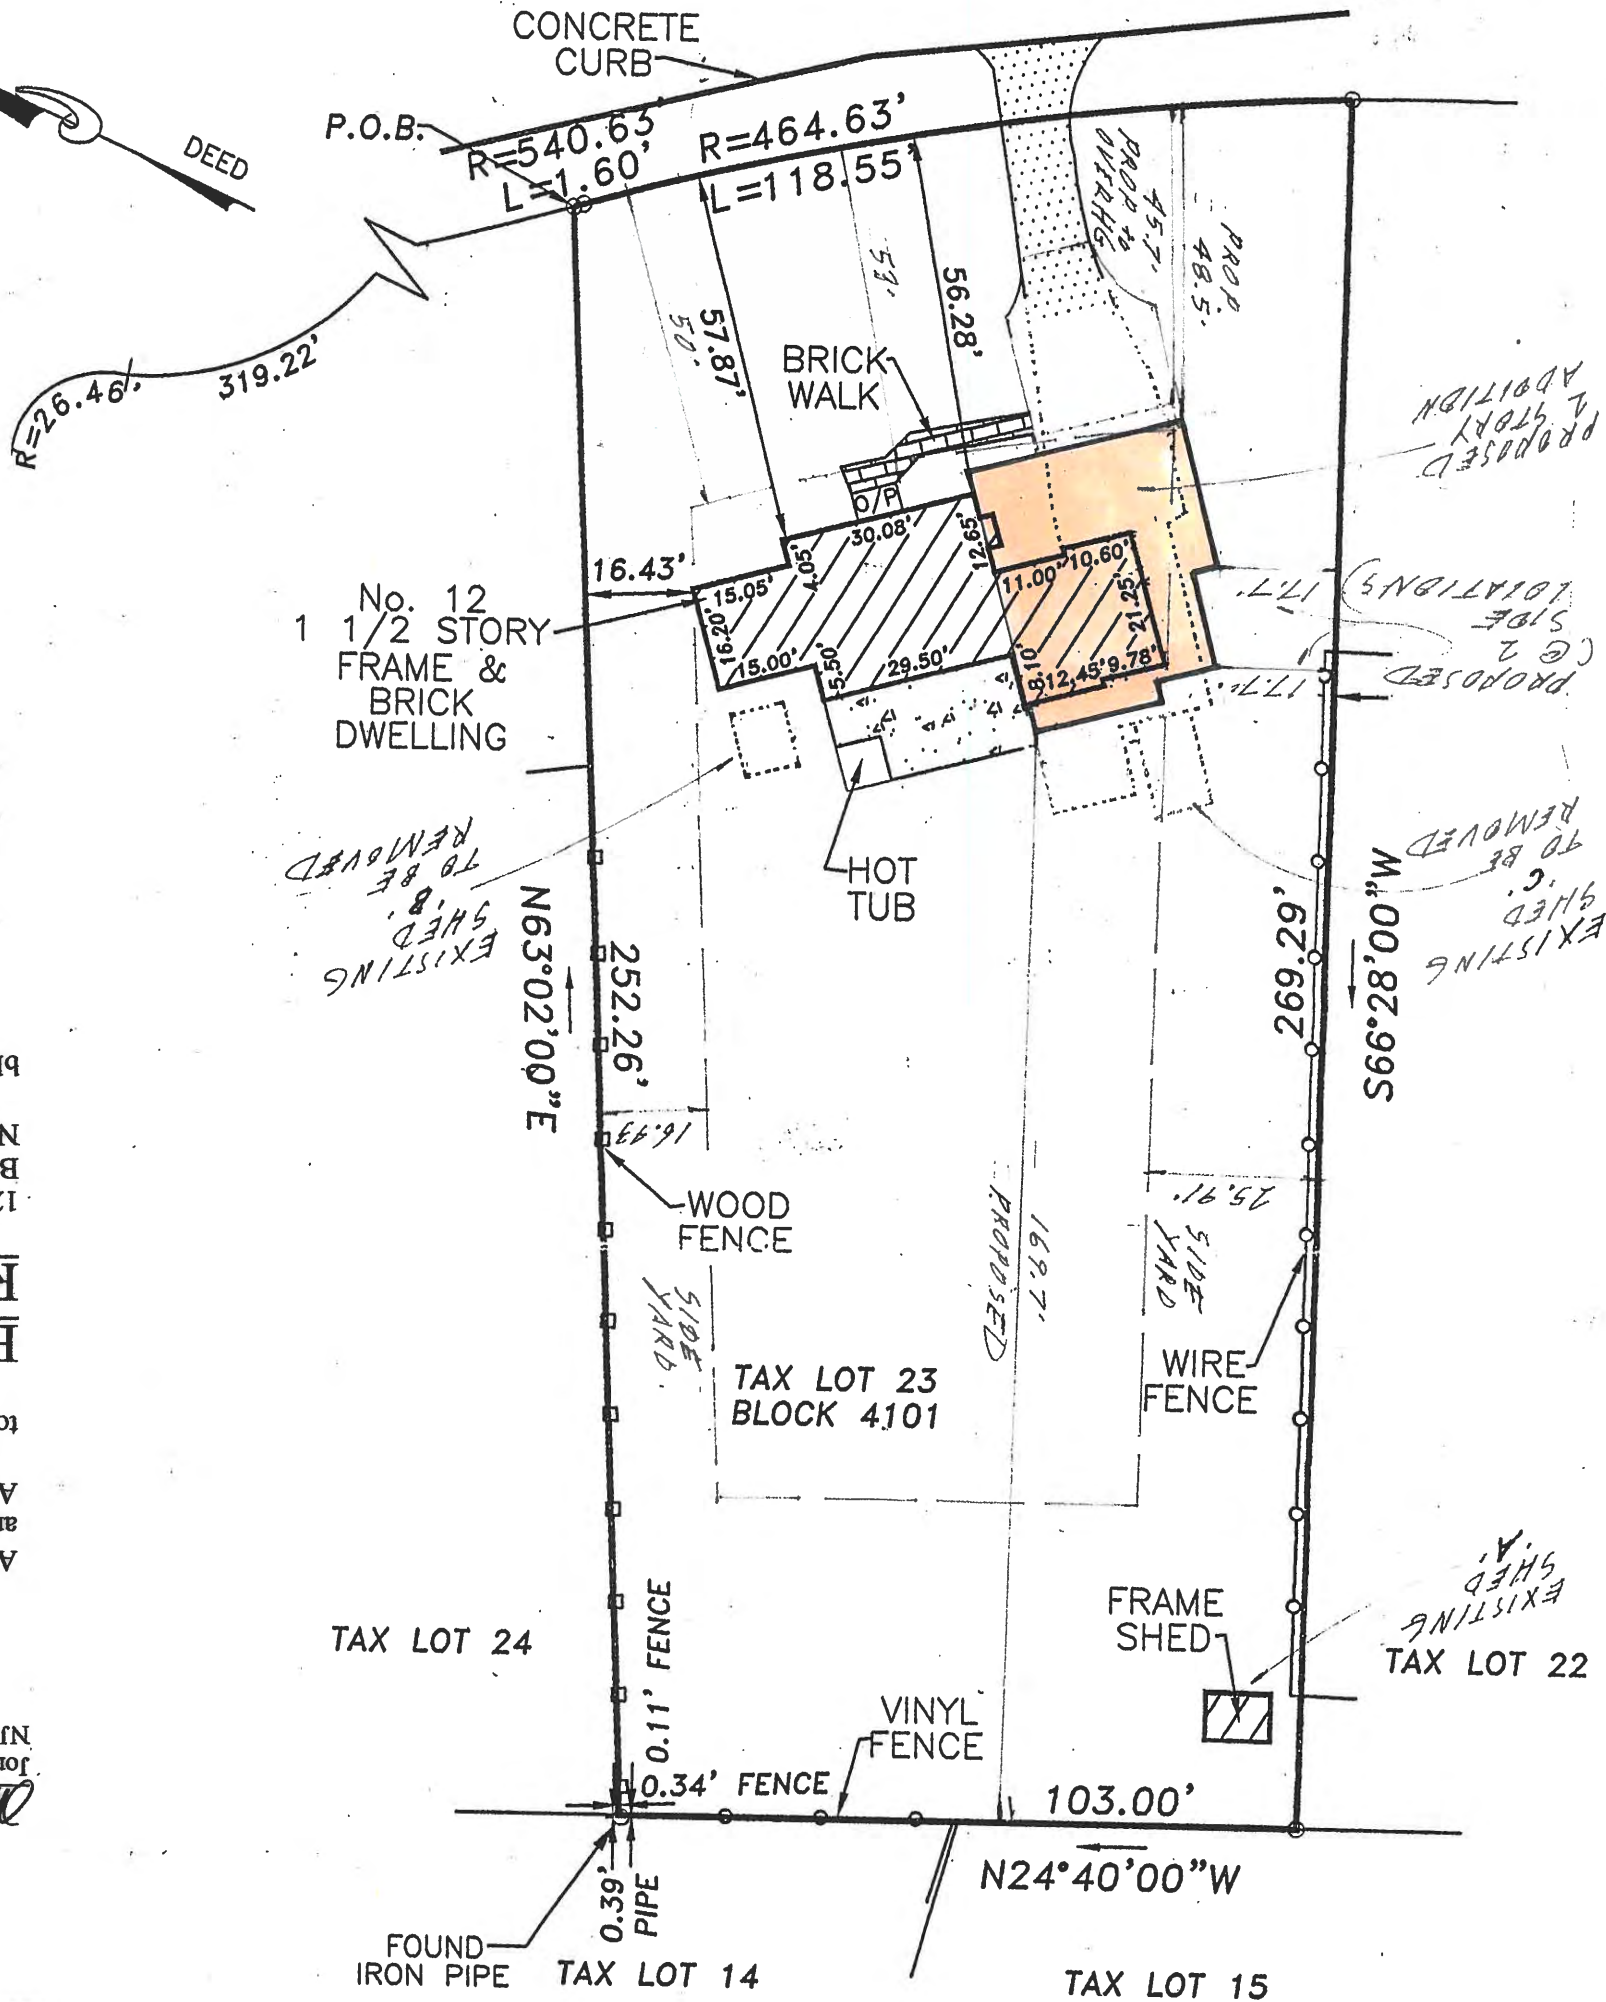 CONCRETE
CURB
P.O.B.
R=540.63'
L=1.60'
R=464.63'
L=118.55'
DEED
R=26.46'
319.22'
57.87'
50'
56.28'
PROP to
OVERHG
45.7'
PROP.
48.5'
BRICK
WALK
O/P
PROPOSED
2 STORY
ADDITION
16.43'
15.05'
4.05'
30.08'
12.65'
11.00'
10.60'
21.25'
16.20'
15.00'
5.50'
29.50'
8.10'
12.45'
9.78'
No. 12
1 1/2 STORY
FRAME &
BRICK
DWELLING
17.7'
17.7'
PROPOSED
SIDE
(@ 2
LOCATIONS)
HOT
TUB
EXISTING
SHED
"B"
TO BE
REMOVED
EXISTING
SHED
"C"
TO BE
REMOVED
N63°02'00"E
252.26'
269.29'
S66°28'00"W
16.43'
WOOD
FENCE
25.91'
SIDE
YARD
SIDE
YARD
169.7'
PROPOSED
WIRE
FENCE
TAX LOT 23
BLOCK 4101
EXISTING
SHED
"A"
FRAME
SHED
TAX LOT 24
TAX LOT 22
0.11' FENCE
0.34' FENCE
VINYL
FENCE
103.00'
N24°40'00"W
0.39'
PIPE
FOUND
IRON PIPE
TAX LOT 14
TAX LOT 15